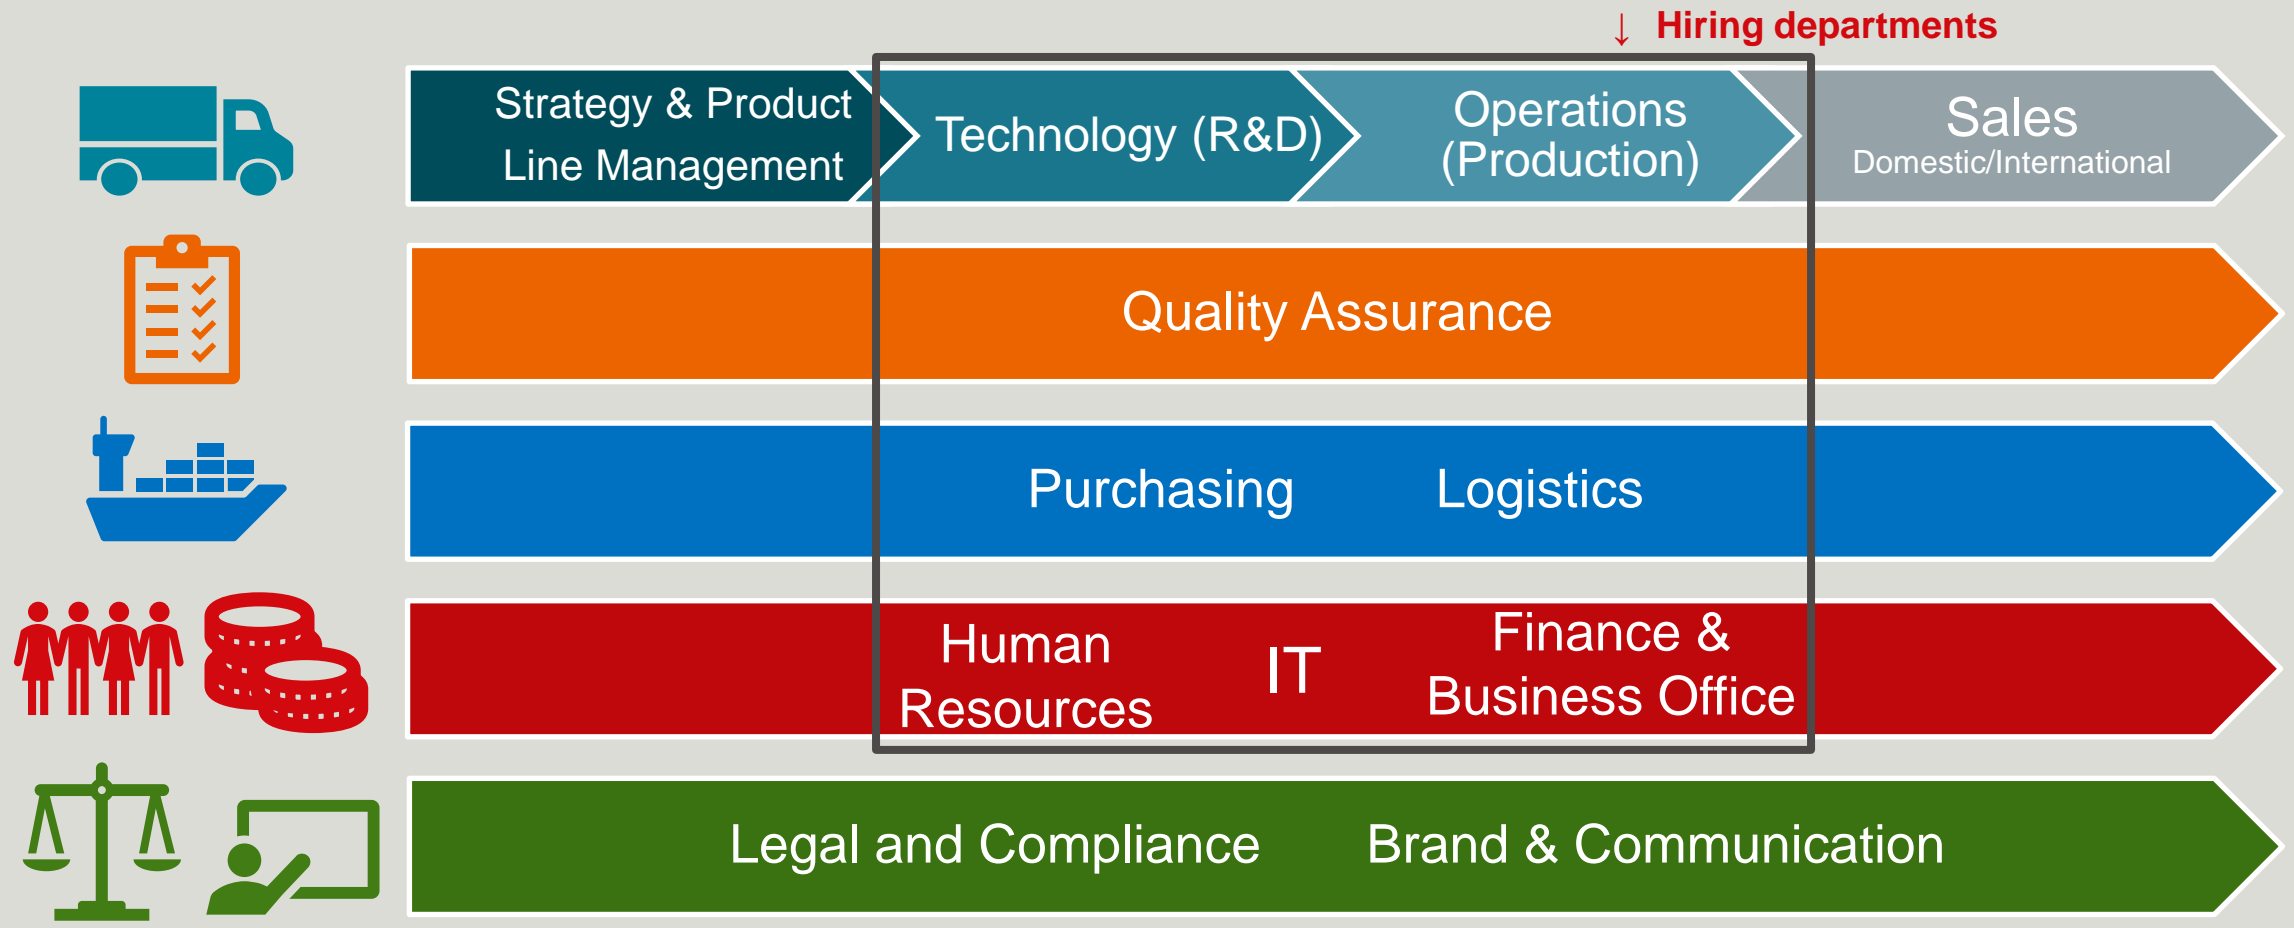 ↓ Hiring departments
Strategy & Product
Line Management
Technology (R&D)
Operations
(Production)
Sales
Domestic/International
Quality Assurance
Purchasing
Logistics
Human
Resources
IT
Finance &
Business Office
Legal and Compliance
Brand & Communication